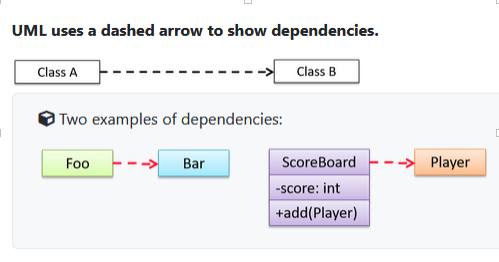 UML uses a dashed arrow to show dependencies.
Class A
Class B
Two examples of dependencies:
Foo
Bar
ScoreBoard
-score: int
+add(Player)
Player